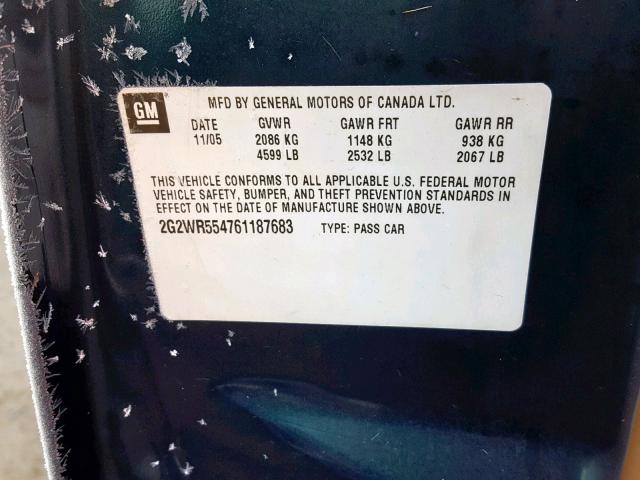 GM
MFD BY GENERAL MOTORS OF CANADA LTD.
DATE GVWR GAWR FRT GAWR RR
11/05 2086 KG 1148 KG 938 KG
4599 LB 2532 LB 2067 LB
THIS VEHICLE CONFORMS TO ALL APPLICABLE U.S. FEDERAL MOTOR
VEHICLE SAFETY, BUMPER, AND THEFT PREVENTION STANDARDS IN
EFFECT ON THE DATE OF MANUFACTURE SHOWN ABOVE.
2G2WR554761187683 TYPE: PASS CAR